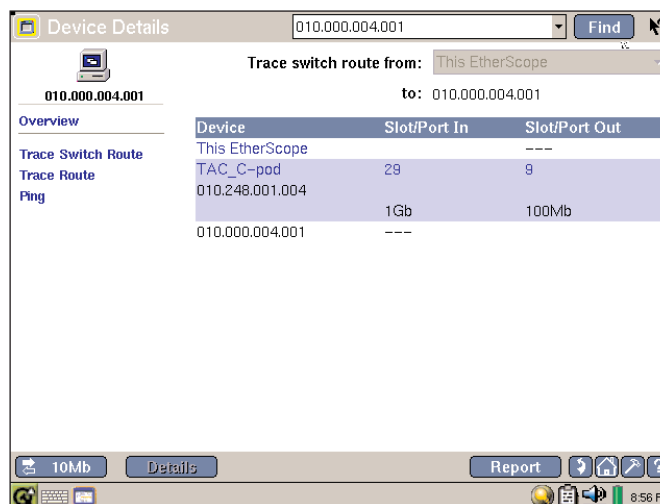 Device Details 010.000.004.001 Find
Trace switch route from: This EtherScope
010.000.004.001 to: 010.000.004.001
Overview
Trace Switch Route
Trace Route
Ping
Device Slot/Port In Slot/Port Out
This EtherScope ---
TAC_C-pod 29 9
010.248.001.004
1Gb 100Mb
010.000.004.001 ---
10Mb Details Report ?
8:56